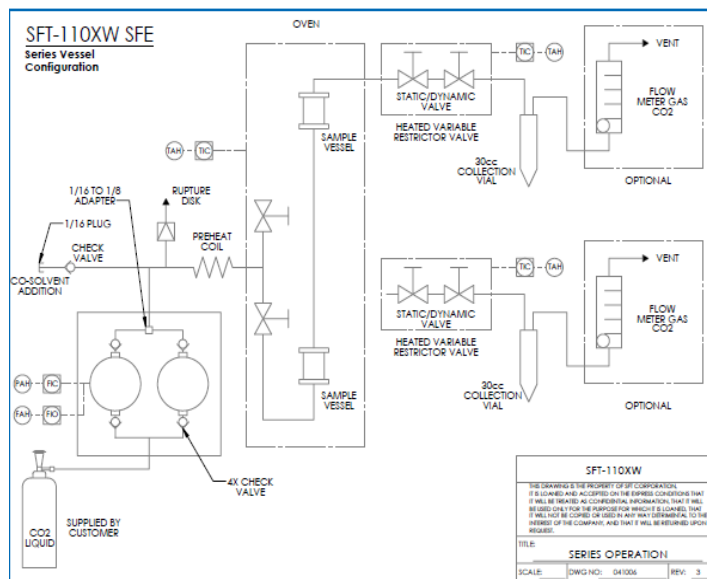 SFT-110XW SFE
Series Vessel
Configuration
OVEN
TIC
TAH
VENT
STATIC/DYNAMIC
VALVE
HEATED VARIABLE
RESTRICTOR VALVE
FLOW
METER GAS
CO2
SAMPLE
VESSEL
30cc
COLLECTION
VIAL
OPTIONAL
TAH
TIC
1/16 TO 1/8
ADAPTER
RUPTURE
DISK
1/16 PLUG
CHECK
VALVE
PREHEAT
COIL
CO-SOLVENT
ADDITION
TIC
TAH
VENT
STATIC/DYNAMIC
VALVE
HEATED VARIABLE
RESTRICTOR VALVE
FLOW
METER GAS
CO2
SAMPLE
VESSEL
30cc
COLLECTION
VIAL
OPTIONAL
PAH
FIC
FAH
FIO
4X CHECK
VALVE
CO2
LIQUID
SUPPLIED BY
CUSTOMER
SFT-110XW
THIS DRAWING IS THE PROPERTY OF SFT CORPORATION.
IT IS LOANED AND ACCEPTED ON THE EXPRESS CONDITIONS THAT
IT WILL BE TREATED AS CONFIDENTIAL INFORMATION, THAT IT WILL
BE USED ONLY FOR THE PURPOSE FOR WHICH IT IS LOANED, THAT
IT WILL NOT BE COPIED OR USED IN ANY WAY DETRIMENTAL TO THE
INTEREST OF THE COMPANY, AND THAT IT WILL BE RETURNED UPON
REQUEST.
TITLE:
SERIES OPERATION
SCALE:
DWG NO: 041006
REV: 3